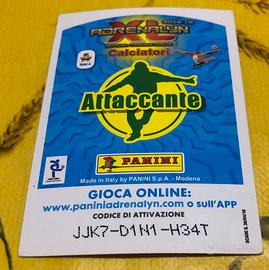 2018-19
ADRENALYN
XL
Calciatori
SERIE A
Attaccante
PANINI
Made in Italy by PANINI S.p.A. - Modena
GIOCA ONLINE:
www.paniniadrenalyn.com o sull'APP
CODICE DI ATTIVAZIONE
JJK7-D1N1-H34T